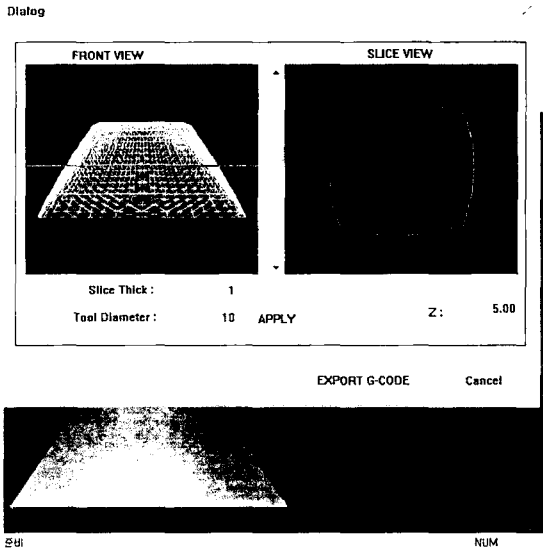 Dialog
FRONT VIEW
SLICE VIEW
Slice Thick : 1
Tool Diameter : 10 APPLY
Z : 5.00
EXPORT G-CODE Cancel
준비 NUM